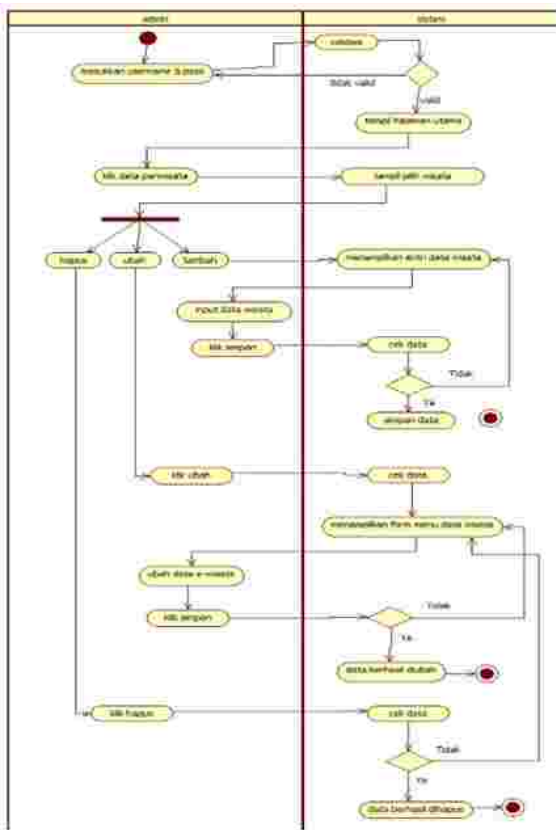 admin
sistem
validasi
masukkan username & pass
tidak valid
valid
tampil halaman utama
klik data pariwisata
tampil pilih wisata
hapus
ubah
tambah
menampilkan entri data wisata
input data wisata
klik simpan
cek data
Tidak
Ya
simpan data
klik ubah
cek data
menampilkan form menu data wisata
ubah data e-wisata
klik simpan
Tidak
Ya
data berhasil diubah
klik hapus
cek data
Tidak
Ya
data berhasil dihapus